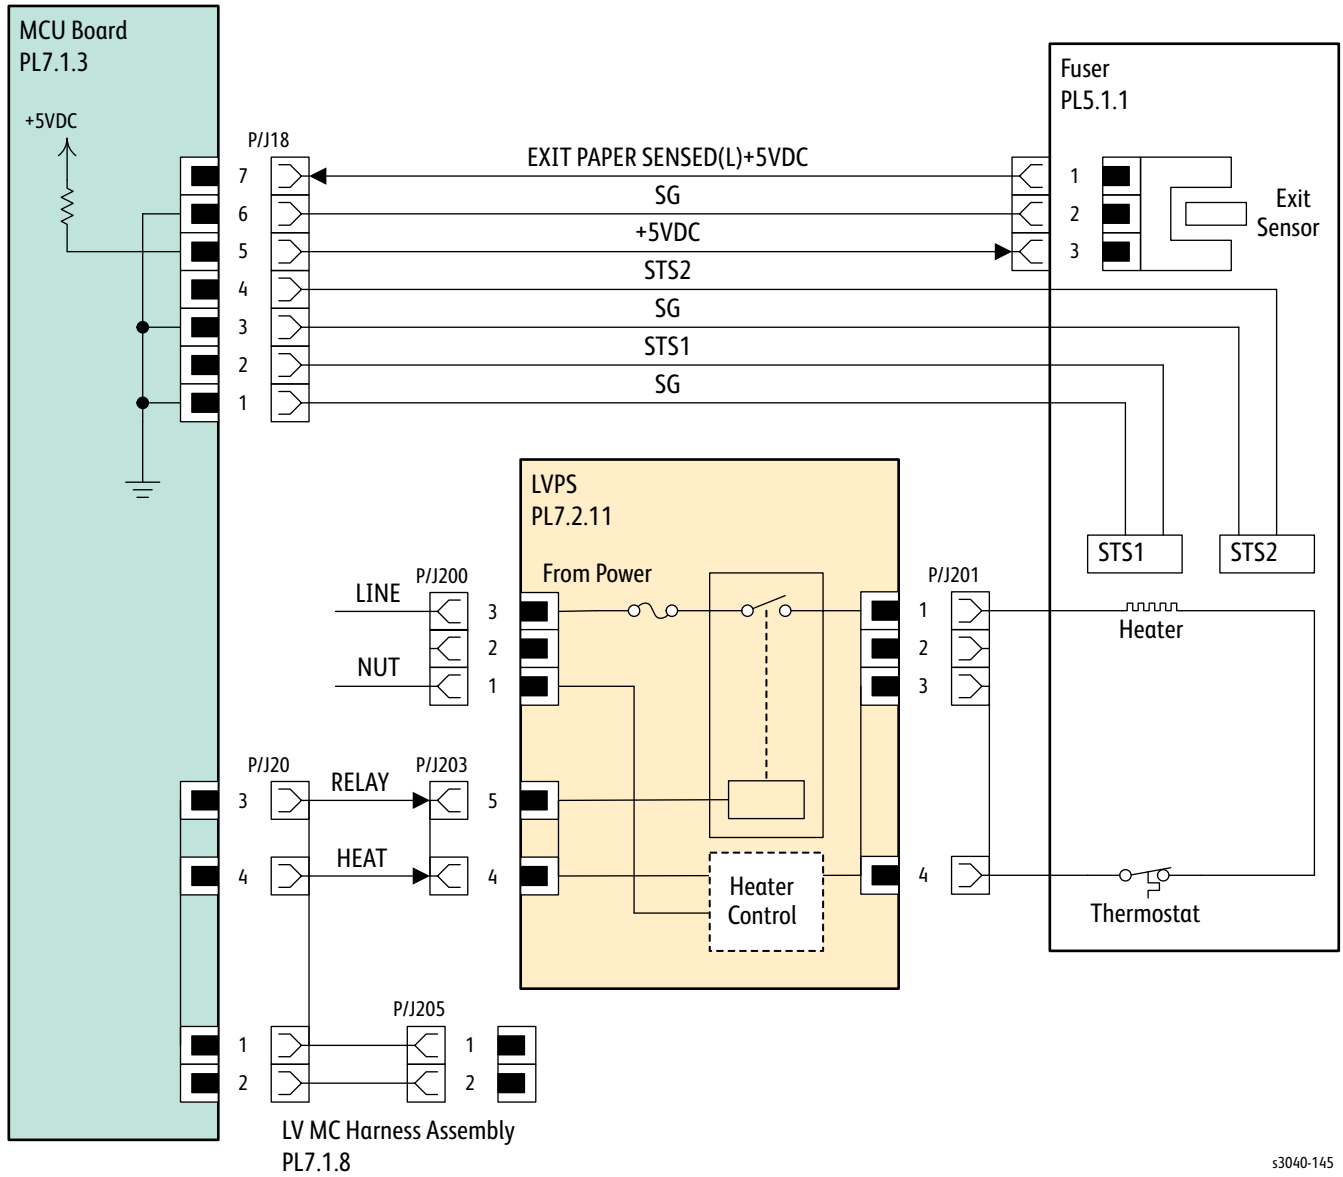 MCU Board
PL7.1.3
+5VDC
P/J18
7
6
5
4
3
2
1
EXIT PAPER SENSED(L)+5VDC
SG
+5VDC
STS2
SG
STS1
SG
Fuser
PL5.1.1
1
2
3
Exit
Sensor
STS1
STS2
LVPS
PL7.2.11
From Power
P/J200
LINE
3
2
NUT
1
P/J201
1
2
3
4
Heater
Thermostat
P/J20
RELAY
P/J203
3
5
HEAT
4
4
Heater
Control
P/J205
1
2
1
2
LV MC Harness Assembly
PL7.1.8
s3040-145